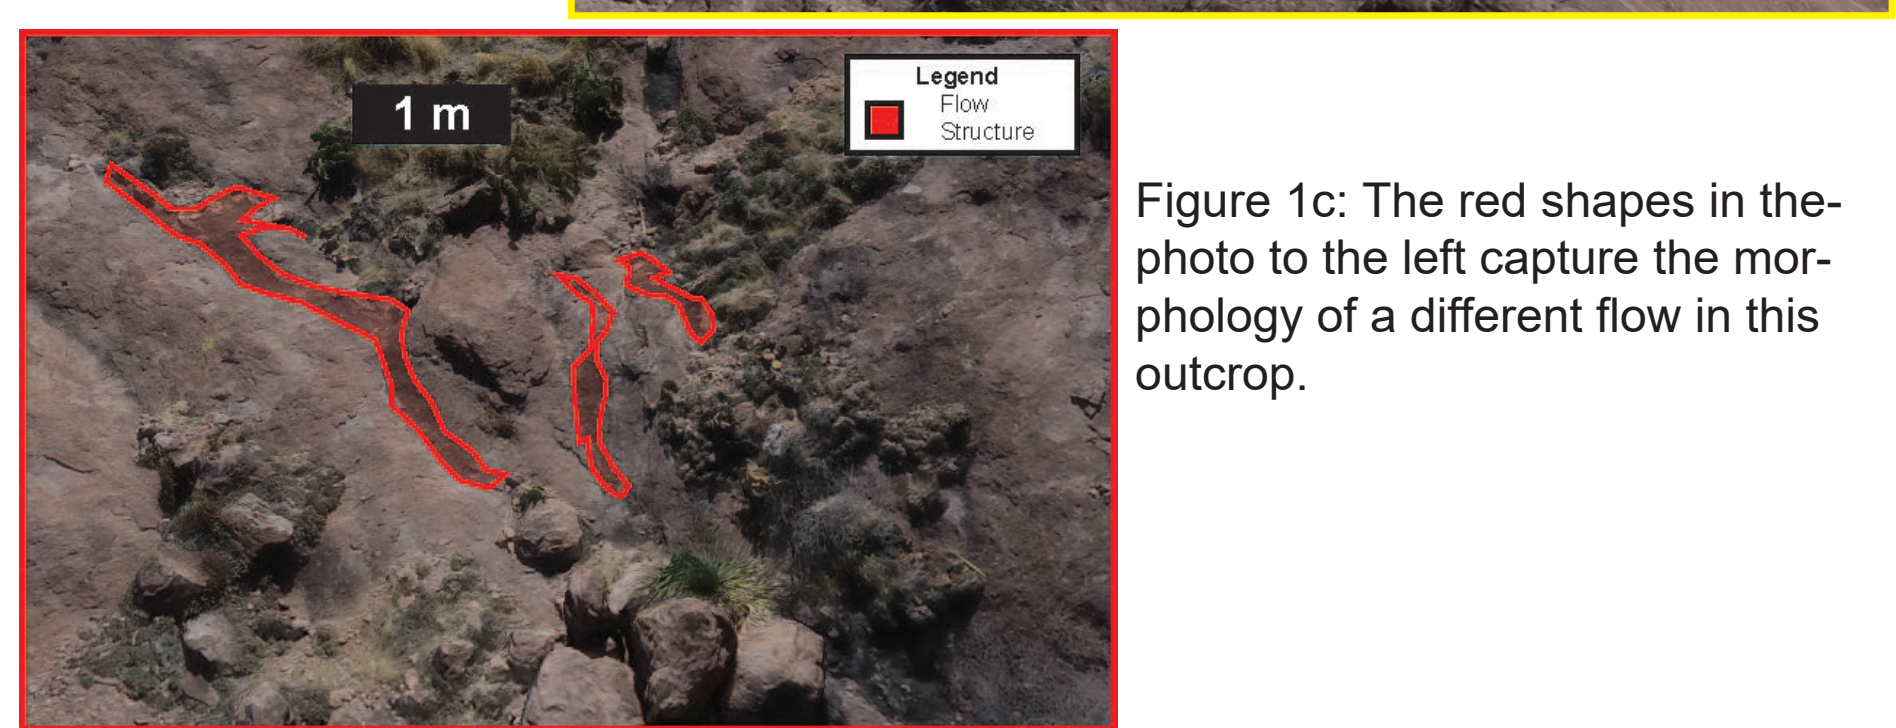 1 m
Legend
Flow
Structure
Figure 1c: The red shapes in the-
photo to the left capture the mor-
phology of a different flow in this
outcrop.